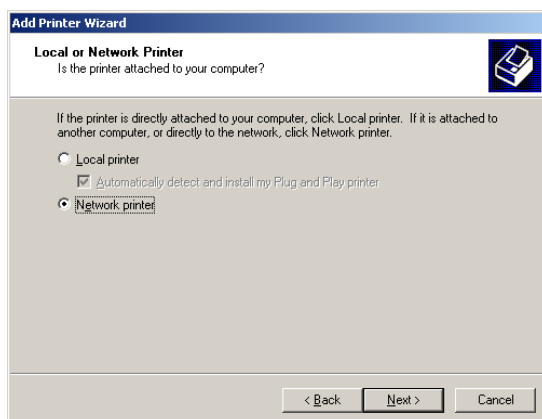 Add Printer Wizard
Local or Network Printer
Is the printer attached to your computer?
If the printer is directly attached to your computer, click Local printer. If it is attached to
another computer, or directly to the network, click Network printer.
Local printer
Automatically detect and install my Plug and Play printer
Network printer
< Back
Next >
Cancel